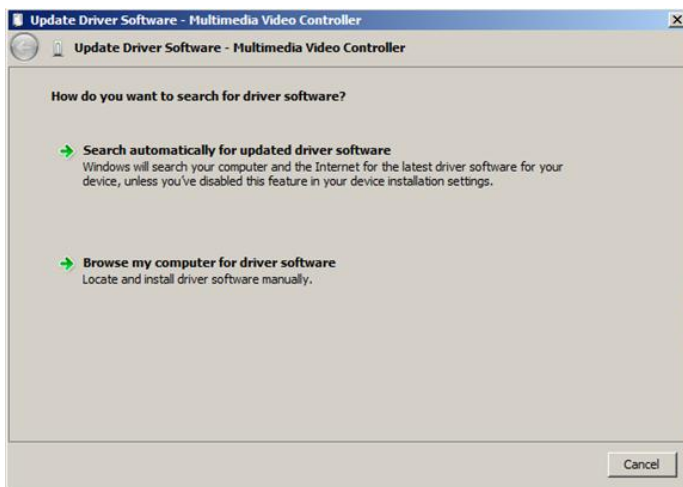 Update Driver Software - Multimedia Video Controller
Update Driver Software - Multimedia Video Controller
How do you want to search for driver software?
Search automatically for updated driver software
Windows will search your computer and the Internet for the latest driver software for your
device, unless you've disabled this feature in your device installation settings.
Browse my computer for driver software
Locate and install driver software manually.
Cancel